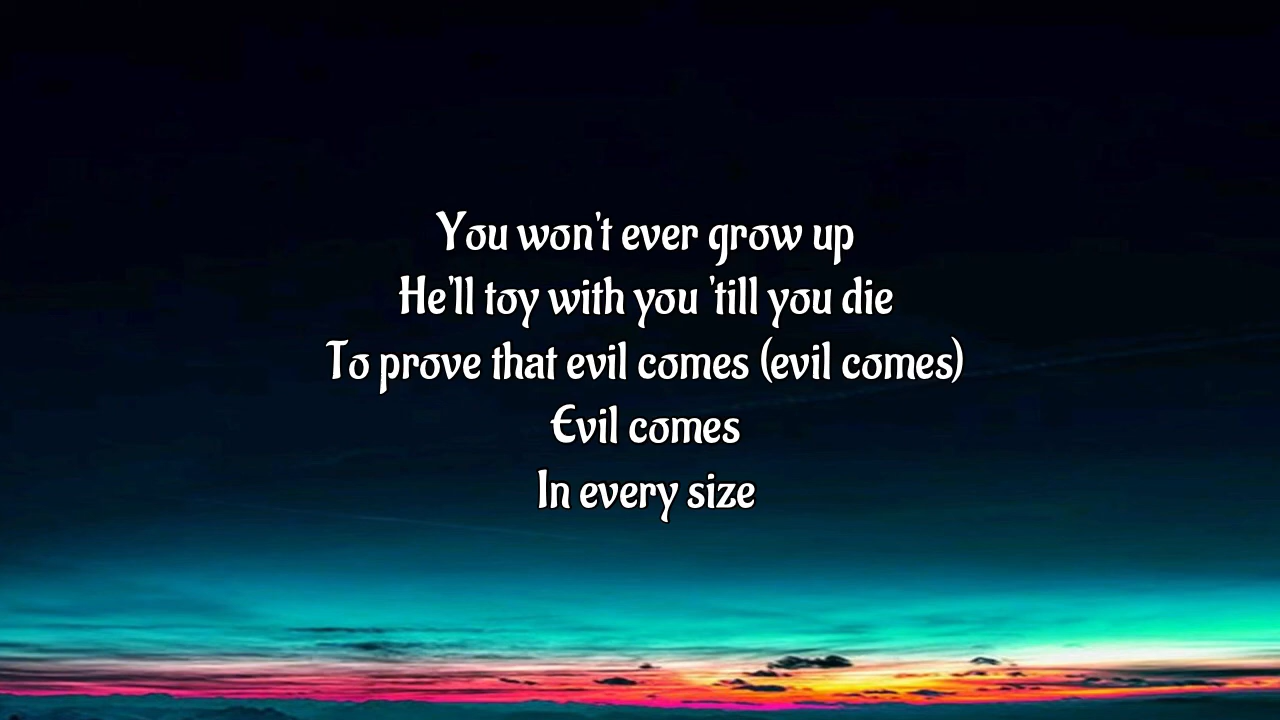 You won't ever grow up
He'll toy with you 'till you die
To prove that evil comes (evil comes)
Evil comes
In every size